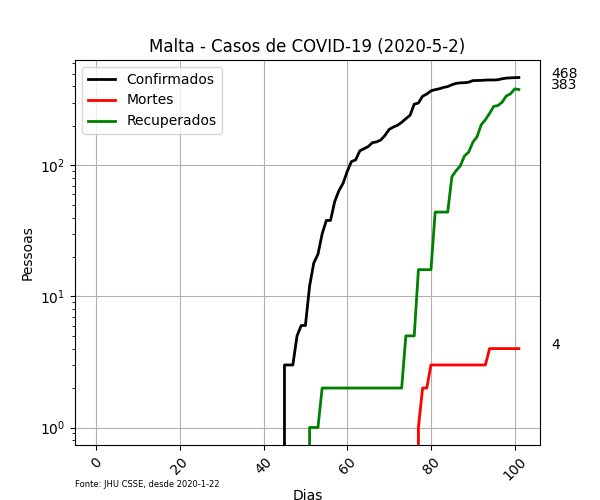 Malta - Casos de COVID-19 (2020-5-2)
Confirmados
Mortes
Recuperados
468
383
4
10²
10¹
10⁰
Pessoas
0
20
40
60
80
100
Fonte: JHU CSSE, desde 2020-1-22
Dias